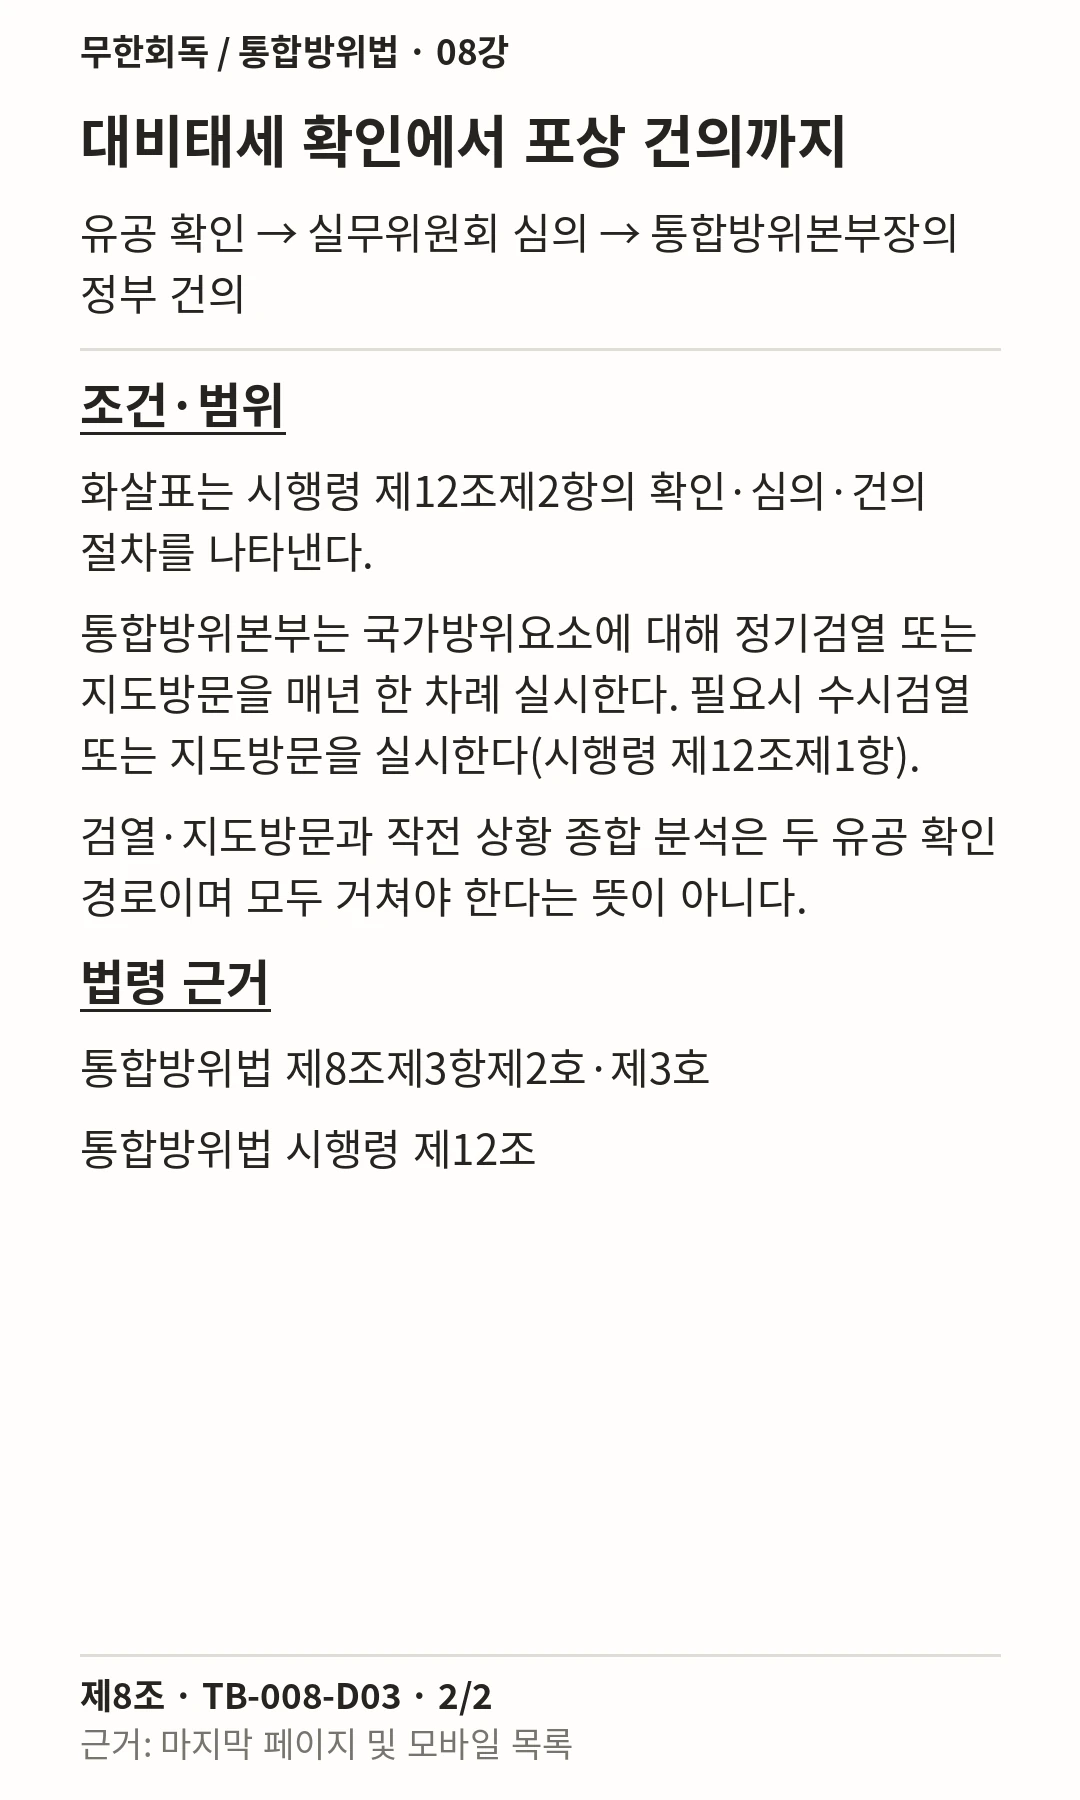 무한회독 / 통합방위법 · 08강
대비태세 확인에서 포상 건의까지
유공 확인 → 실무위원회 심의 → 통합방위본부장의
정부 건의
조건·범위
화살표는 시행령 제12조제2항의 확인·심의·건의
절차를 나타낸다.
통합방위본부는 국가방위요소에 대해 정기검열 또는
지도방문을 매년 한 차례 실시한다. 필요시 수시검열
또는 지도방문을 실시한다(시행령 제12조제1항).
검열·지도방문과 작전 상황 종합 분석은 두 유공 확인
경로이며 모두 거쳐야 한다는 뜻이 아니다.
법령 근거
통합방위법 제8조제3항제2호·제3호
통합방위법 시행령 제12조
제8조 · TB-008-D03 · 2/2
근거: 마지막 페이지 및 모바일 목록